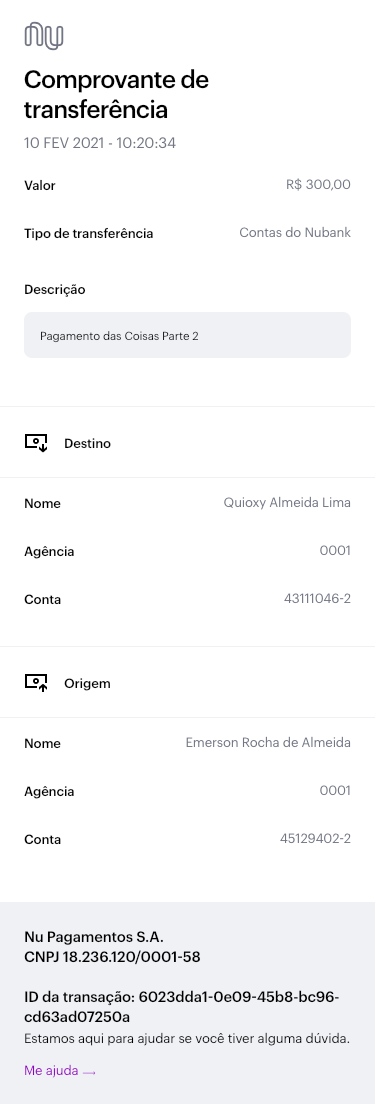 nu
Comprovante de
transferência
10 FEV 2021 - 10:20:34
Valor R$ 300,00
Tipo de transferência Contas do Nubank
Descrição
Pagamento das Coisas Parte 2
Destino
Nome Quioxy Almeida Lima
Agência 0001
Conta 43111046-2
Origem
Nome Emerson Rocha de Almeida
Agência 0001
Conta 45129402-2
Nu Pagamentos S.A.
CNPJ 18.236.120/0001-58
ID da transação: 6023dda1-0e09-45b8-bc96-
cd63ad07250a
Estamos aqui para ajudar se você tiver alguma dúvida.
Me ajuda →